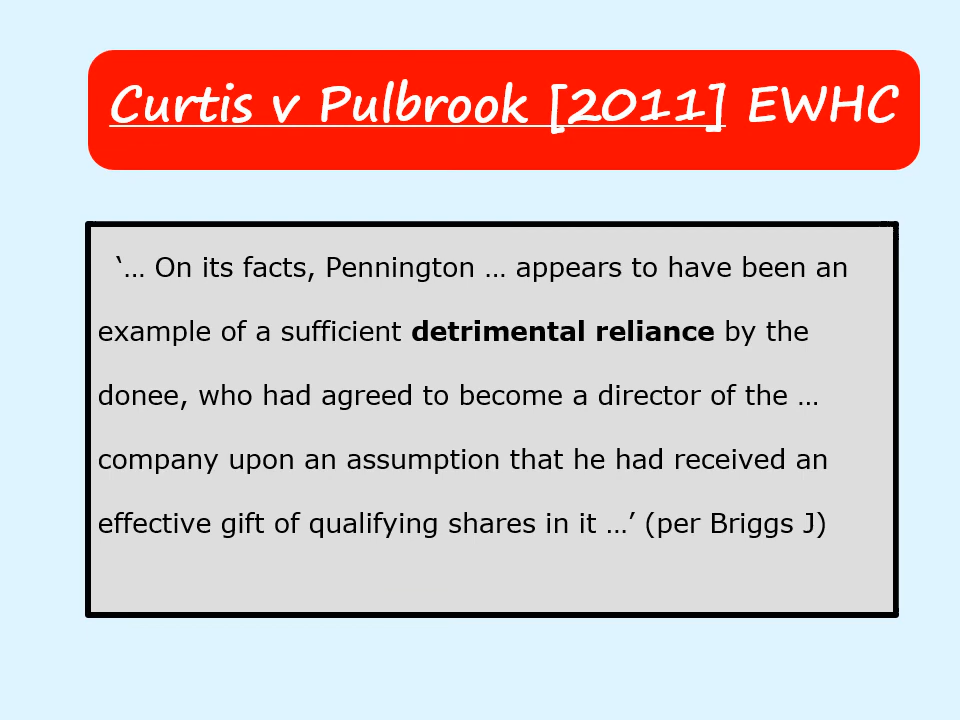 Curtis v Pulbrook [2011] EWHC
‘… On its facts, Pennington … appears to have been an
example of a sufficient detrimental reliance by the
donee, who had agreed to become a director of the …
company upon an assumption that he had received an
effective gift of qualifying shares in it …’ (per Briggs J)